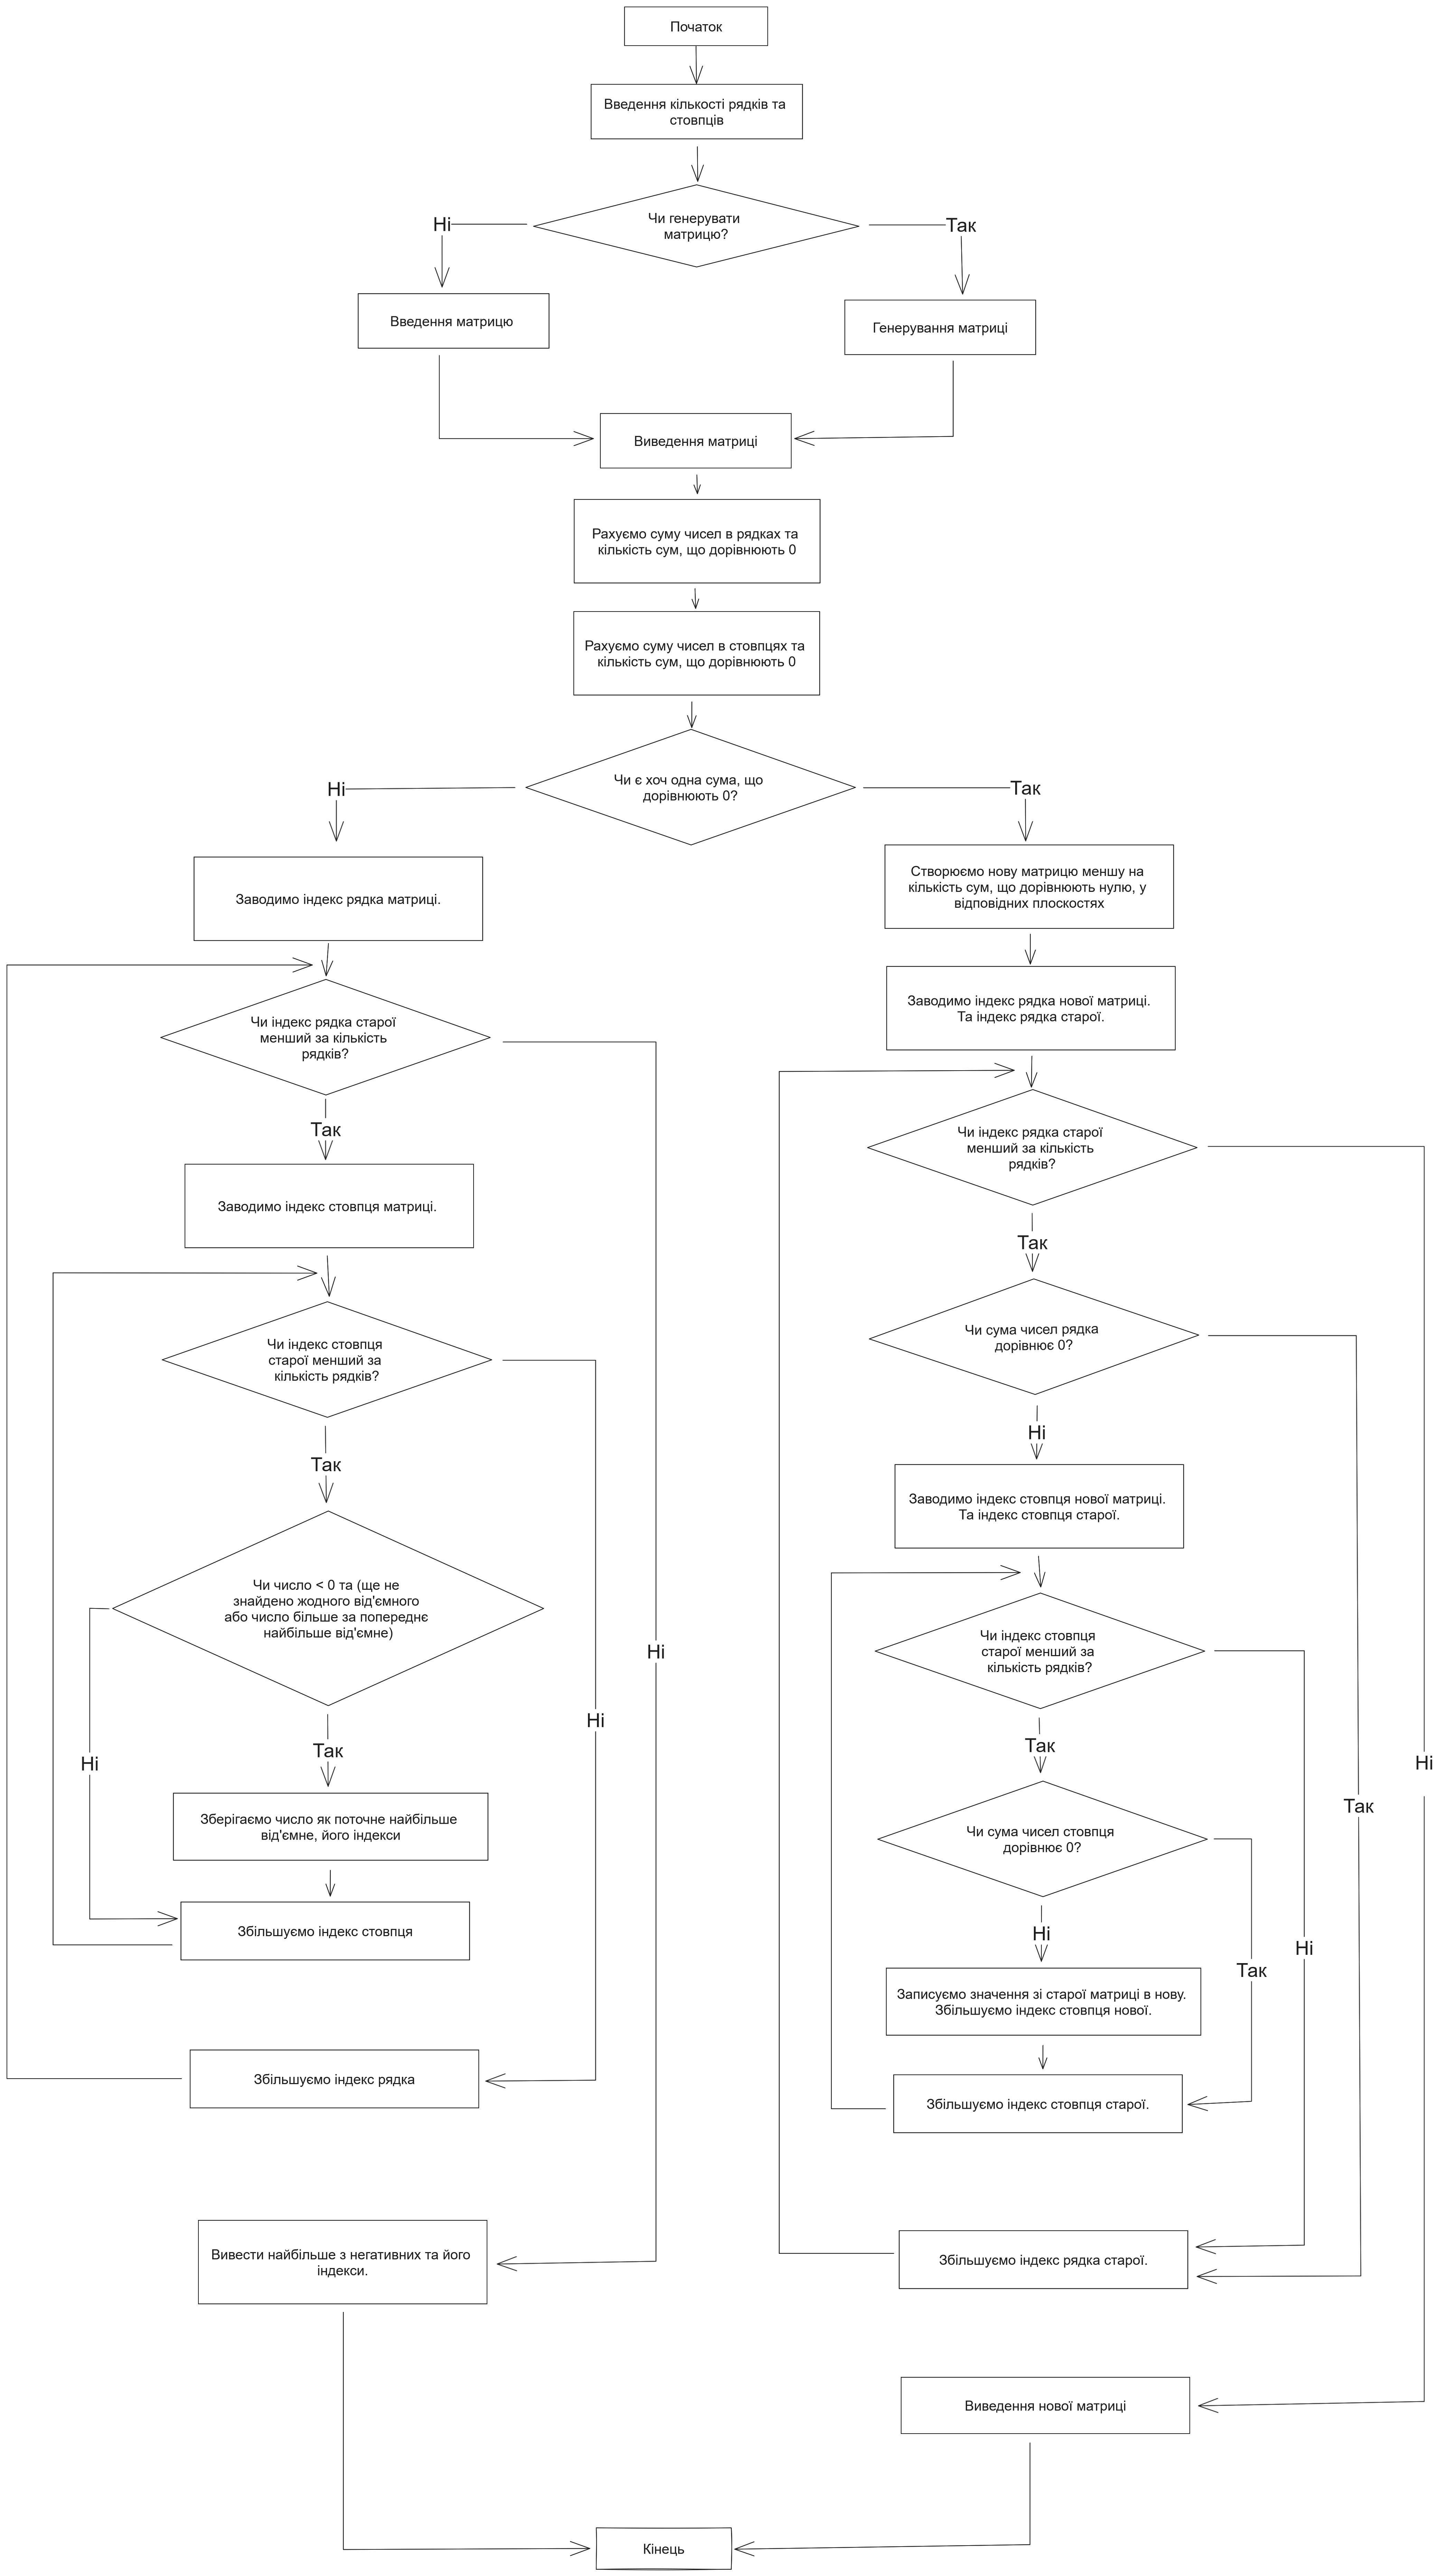 Початок
Введення кількості рядків та
стовпців
Чи генерувати
матрицю?
Ні
Так
Введення матрицю
Генерування матриці
Виведення матриці
Рахуємо суму чисел в рядках та
кількість сум, що дорівнюють 0
Рахуємо суму чисел в стовпцях та
кількість сум, що дорівнюють 0
Чи є хоч одна сума, що
дорівнюють 0?
Ні
Так
Заводимо індекс рядка матриці.
Чи індекс рядка старої
менший за кількість
рядків?
Так
Заводимо індекс стовпця матриці.
Чи індекс стовпця
старої менший за
кількість рядків?
Так
Чи число < 0 та (ще не
знайдено жодного від'ємного
або число більше за попереднє
найбільше від'ємне)
Ні
Ні
Ні
Так
Зберігаємо число як поточне найбільше
від'ємне, його індекси
Збільшуємо індекс стовпця
Збільшуємо індекс рядка
Вивести найбільше з негативних та його
індекси.
Створюємо нову матрицю меншу на
кількість сум, що дорівнюють нулю, у
відповідних плоскостях
Заводимо індекс рядка нової матриці.
Та індекс рядка старої.
Чи індекс рядка старої
менший за кількість
рядків?
Так
Чи сума чисел рядка
дорівнює 0?
Ні
Заводимо індекс стовпця нової матриці.
Та індекс стовпця старої.
Чи індекс стовпця
старої менший за
кількість рядків?
Так
Ні
Так
Чи сума чисел стовпця
дорівнює 0?
Ні
Ні
Так
Записуємо значення зі старої матриці в нову.
Збільшуємо індекс стовпця нової.
Збільшуємо індекс стовпця старої.
Збільшуємо індекс рядка старої.
Виведення нової матриці
Кінець